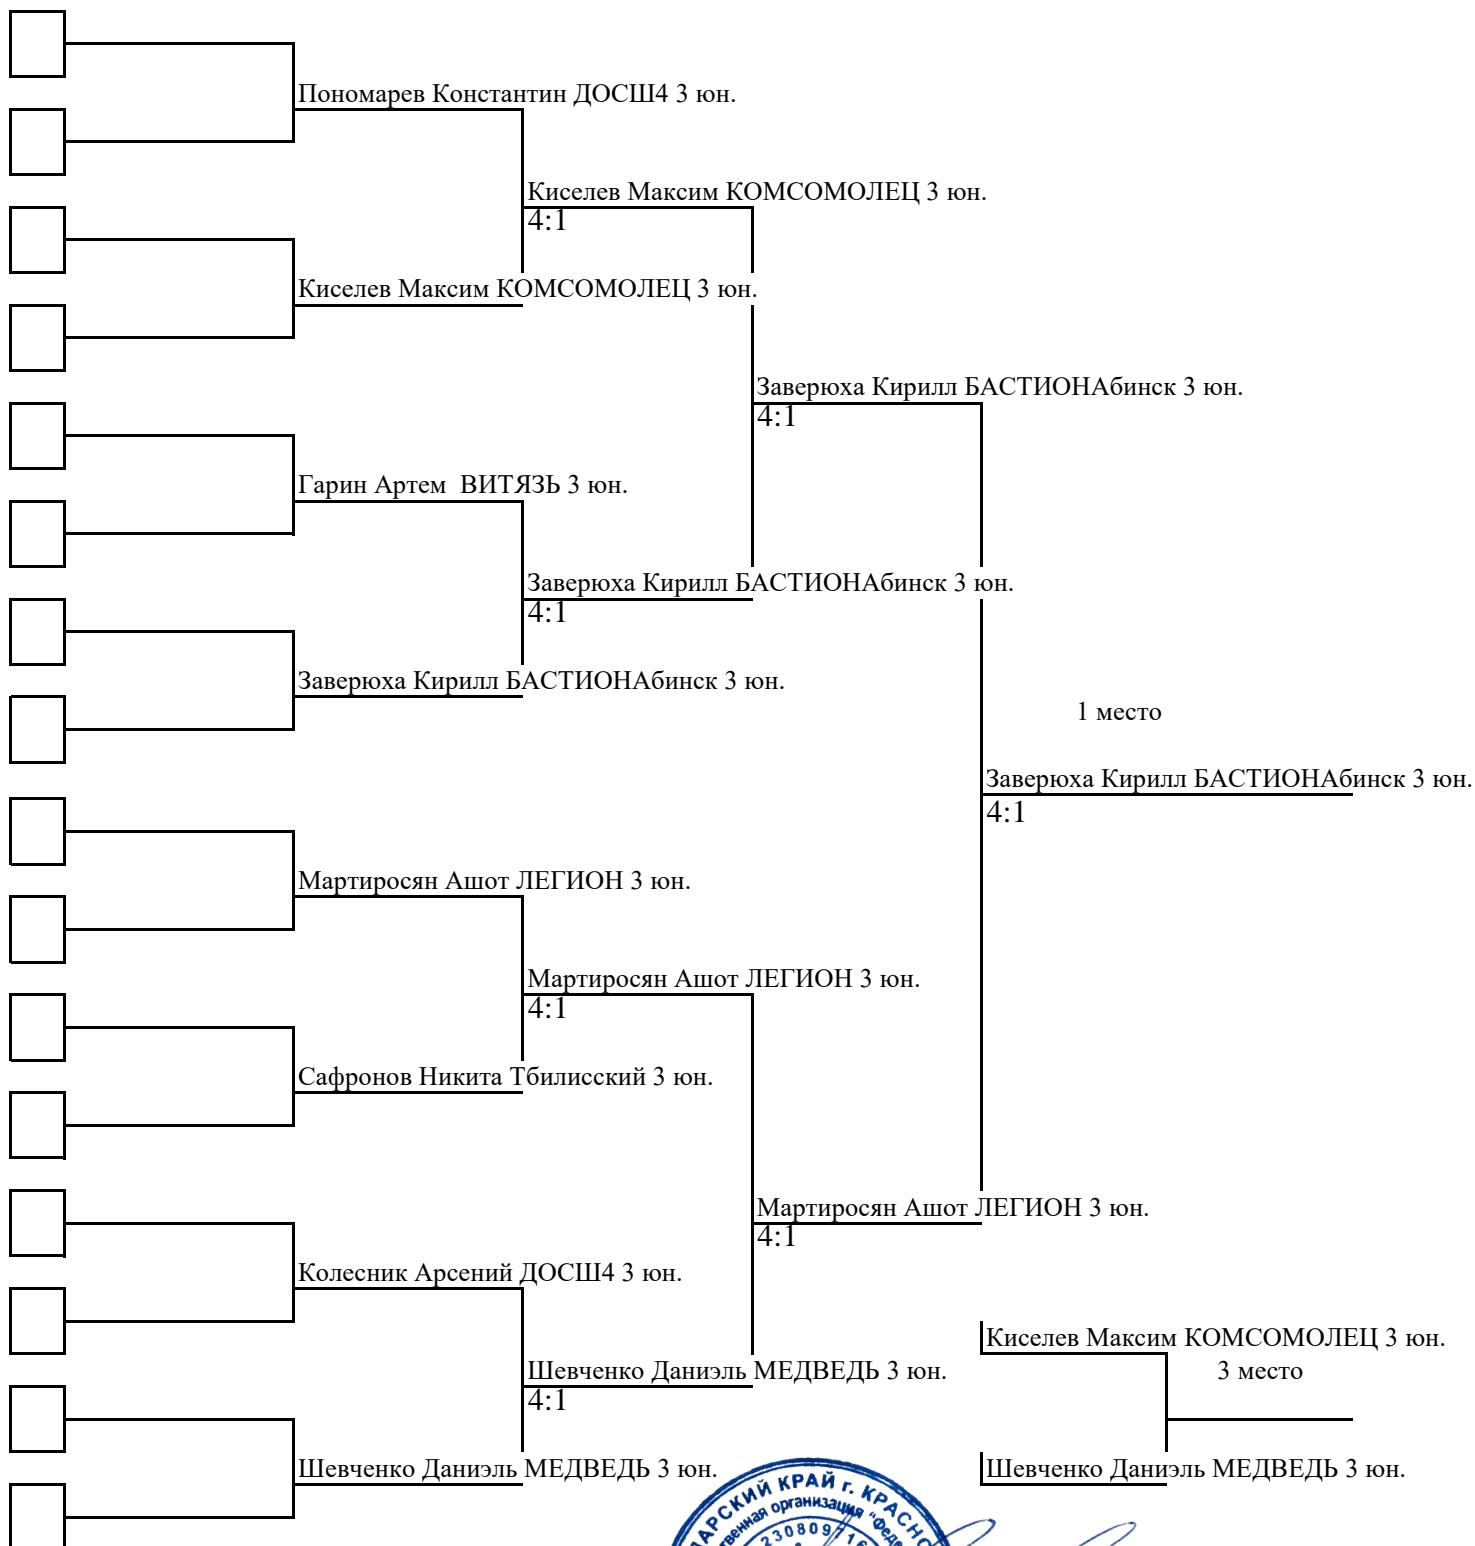 Пономарев Константин ДОСШ4 3 юн.
Киселев Максим КОМСОМОЛЕЦ 3 юн.
4:1
Киселев Максим КОМСОМОЛЕЦ 3 юн.
Заверюха Кирилл БАСТИОНАбинск 3 юн.
4:1
Гарин Артем  ВИТЯЗЬ 3 юн.
Заверюха Кирилл БАСТИОНАбинск 3 юн.
4:1
Заверюха Кирилл БАСТИОНАбинск 3 юн.
1 место
Заверюха Кирилл БАСТИОНАбинск 3 юн.
4:1
Мартиросян Ашот ЛЕГИОН 3 юн.
Мартиросян Ашот ЛЕГИОН 3 юн.
4:1
Сафронов Никита Тбилисский 3 юн.
Мартиросян Ашот ЛЕГИОН 3 юн.
4:1
Колесник Арсений ДОСШ4 3 юн.
Киселев Максим КОМСОМОЛЕЦ 3 юн.
3 место
Шевченко Даниэль МЕДВЕДЬ 3 юн.
4:1
Шевченко Даниэль МЕДВЕДЬ 3 юн.
Шевченко Даниэль МЕДВЕДЬ 3 юн.
КРАЙ г.
организация